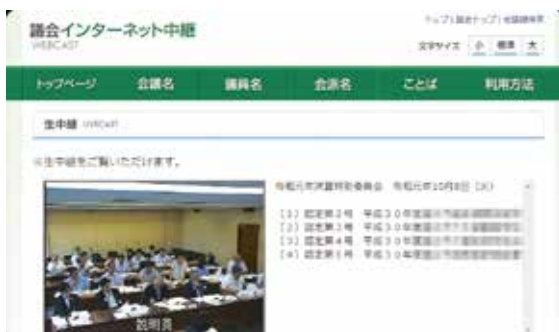 議会インターネット中継
WEBCAST
文字サイズ 小 標準 大
トップページ 会議名 議員名 会派名 ことば 利用方法
生中継 LIVECAST
※生中継をご覧いただけます。
令和元年決算特別委員会 令和元年10月8日（火）
（1）認定第2号 平成30年度
（2）認定第3号 平成30年度
（3）認定第4号 平成30年度
（4）認定第5号 平成30年度
説明員